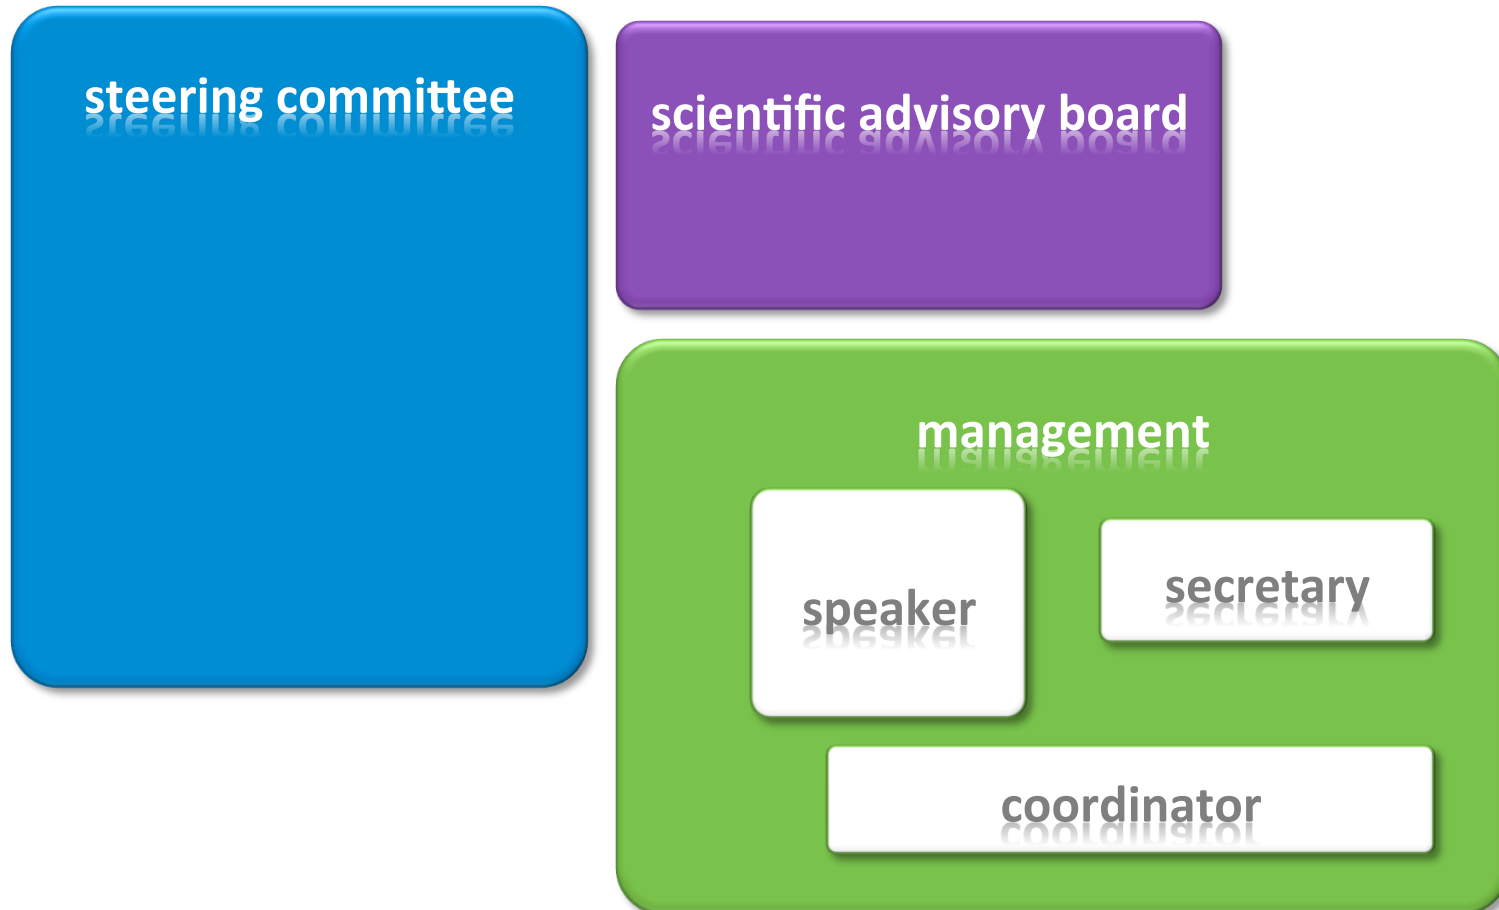 steering committee
scientific advisory board
management
speaker
secretary
coordinator